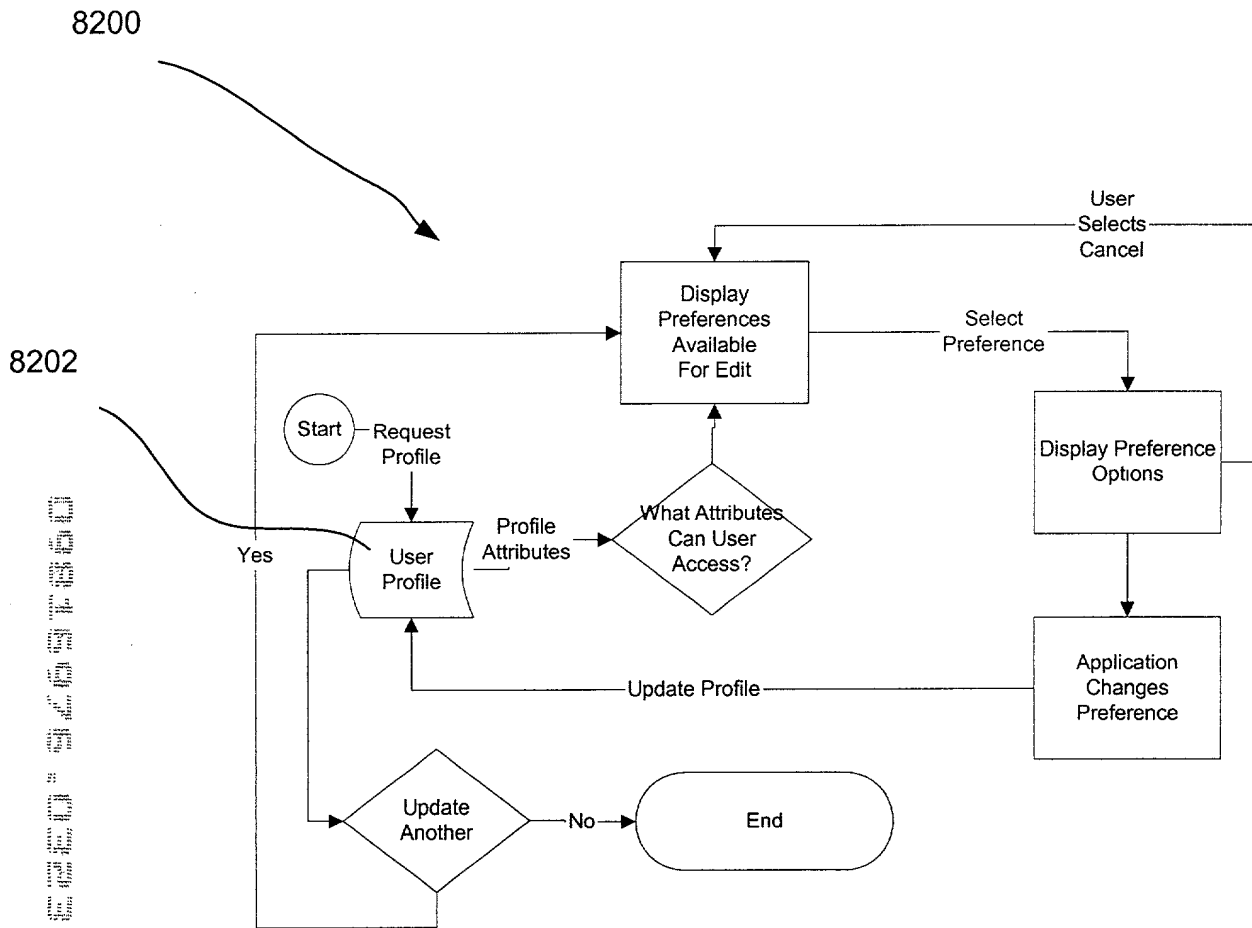 8200
User
Selects
Cancel
Display
Preferences
Available
For Edit
Select
Preference
8202
Start
Request
Profile
Display Preference
Options
What Attributes
Can User
Access?
Profile
Attributes
User
Profile
Yes
Application
Changes
Preference
Update Profile
Update
Another
No
End